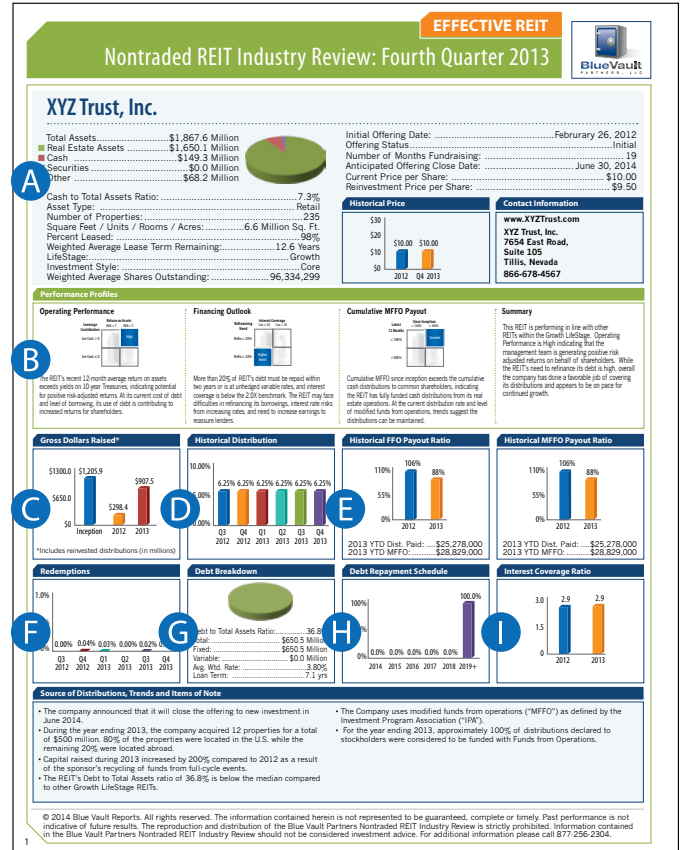 EFFECTIVE REIT
Nontraded REIT Industry Review: Fourth Quarter 2013
BlueVault
PARTNERS, LLC
XYZ Trust, Inc.
Total Assets..............................$1,867.6 Million
Real Estate Assets ................$1,650.1 Million
Cash ..............................$149.3 Million
Securities ..............................$0.0 Million
Other ..............................$68.2 Million
A
Cash to Total Assets Ratio: ..............................7.3%
Asset Type: .............................. Retail
Number of Properties: ..............................235
Square Feet / Units / Rooms / Acres:..............6.6 Million Sq. Ft.
Percent Leased: ..............................98%
Weighted Average Lease Term Remaining:..............12.6 Years
LifeStage:..............................Growth
Investment Style: ..............................Core
Weighted Average Shares Outstanding: ................96,334,299
Initial Offering Date: ..............................Februrary 26, 2012
Offering Status..............................Initial
Number of Months Fundraising: ..............................19
Anticipated Offering Close Date: ..............................June 30, 2014
Current Price per Share: ..............................$10.00
Reinvestment Price per Share: ..............................$9.50
Historical Price
$30
$20
$10
$0
$10.00 $10.00
2012 Q4 2013
Contact Information
www.XYZTrust.com
XYZ Trust, Inc.
7654 East Road,
Suite 105
Tillis, Nevada
866-678-4567
Performance Profiles
B
Operating Performance
Return on Assets
Leverage
Contribution
High
The REIT's recent 12-month average return on assets
exceeds yields on 10-year Treasures, indicating potential
for positive risk-adjusted returns. At its current cost of debt
and level of borrowing, its use of debt is contributing to
increased returns for shareholders.
Financing Outlook
Interest Coverage
Refinancing
Need
Higher
Need
More than 20% of REIT's debt must be repaid within
two years or is at unhedged variable rates, and interest
coverage is below the 2.0X benchmark. The REIT may face
difficulties in refinancing its borrowings, interest rate risks
from increasing rates, and need to increase earnings to
reassure lenders.
Cumulative MFFO Payout
Since Inception
Latest
12 Months
Cumulative MFFO since inception exceeds the cumulative
cash distributions to common shareholders, indicating
the REIT has fully funded cash distributions from its real
estate operations. At the current distribution rate and level
of modified funds from operations, trends suggest the
distributions can be maintained.
Summary
This REIT is performing in line with other
REITs within the Growth LifeStage. Operating
Performance is High indicating that the
management team is generating positive risk
adjusted returns on behalf of shareholders. While
the REIT's need to refinance its debt is high, overall
the company has done a favorable job of covering
its distributions and appears to be on pace for
continued growth.
Gross Dollars Raised*
C
$1300.0
$650.0
$0
$1,205.9
$298.4
$907.5
Inception 2012 2013
*Includes reinvested distributions (in millions)
Historical Distribution
D
10.00%
5.00%
0.00%
6.25% 6.25% 6.25% 6.25% 6.25% 6.25%
Q3 Q4 Q1 Q2 Q3 Q4
2012 2012 2013 2013 2013 2013
Historical FFO Payout Ratio
E
110%
55%
0%
106%
88%
2012 2013
2013 YTD Dist. Paid: .....$25,278,000
2013 YTD MFFO: ..........$28,829,000
Historical MFFO Payout Ratio
110%
55%
0%
106%
88%
2012 2013
2013 YTD Dist. Paid: .....$25,278,000
2013 YTD MFFO: ..........$28,829,000
Redemptions
F
1.0%
0.00% 0.04% 0.03% 0.00% 0.02%
Q3 Q4 Q1 Q2 Q3 Q4
2012 2012 2013 2013 2013 2013
Debt Breakdown
G
Debt to Total Assets Ratio:..............36.8%
Total: ..............................$650.5 Million
Fixed: ..............................$650.5 Million
Variable: ..............................$0.0 Million
Avg. Wtd. Rate: ..............................3.80%
Loan Term: ..............................7.1 yrs
Debt Repayment Schedule
H
100%
0%
0.0% 0.0% 0.0% 0.0% 0.0% 100.0%
2014 2015 2016 2017 2018 2019+
Interest Coverage Ratio
I
3.0
1.5
0
2.9 2.9
2012 2013
Source of Distributions, Trends and Items of Note
• The company announced that it will close the offering to new investment in
June 2014.
• During the year ending 2013, the company acquired 12 properties for a total
of $500 million. 80% of the properties were located in the U.S. while the
remaining 20% were located abroad.
• Capital raised during 2013 increased by 200% compared to 2012 as a result
of the sponsor's recycling of funds from full-cycle events.
• The REIT's Debt to Total Assets ratio of 36.8% is below the median compared
to other Growth LifeStage REITs.
• The Company uses modified funds from operations ("MFFO") as defined by the
Investment Program Association ("IPA").
• For the year ending 2013, approximately 100% of distributions declared to
stockholders were considered to be funded with Funds from Operations.
© 2014 Blue Vault Reports. All rights reserved. The information contained herein is not represented to be guaranteed, complete or timely. Past performance is not
indicative of future results. The reproduction and distribution of the Blue Vault Partners Nontraded REIT Industry Review is strictly prohibited. Information contained
in the Blue Vault Partners Nontraded REIT Industry Review should not be considered investment advice. For additional information please call 877-256-2304.
1